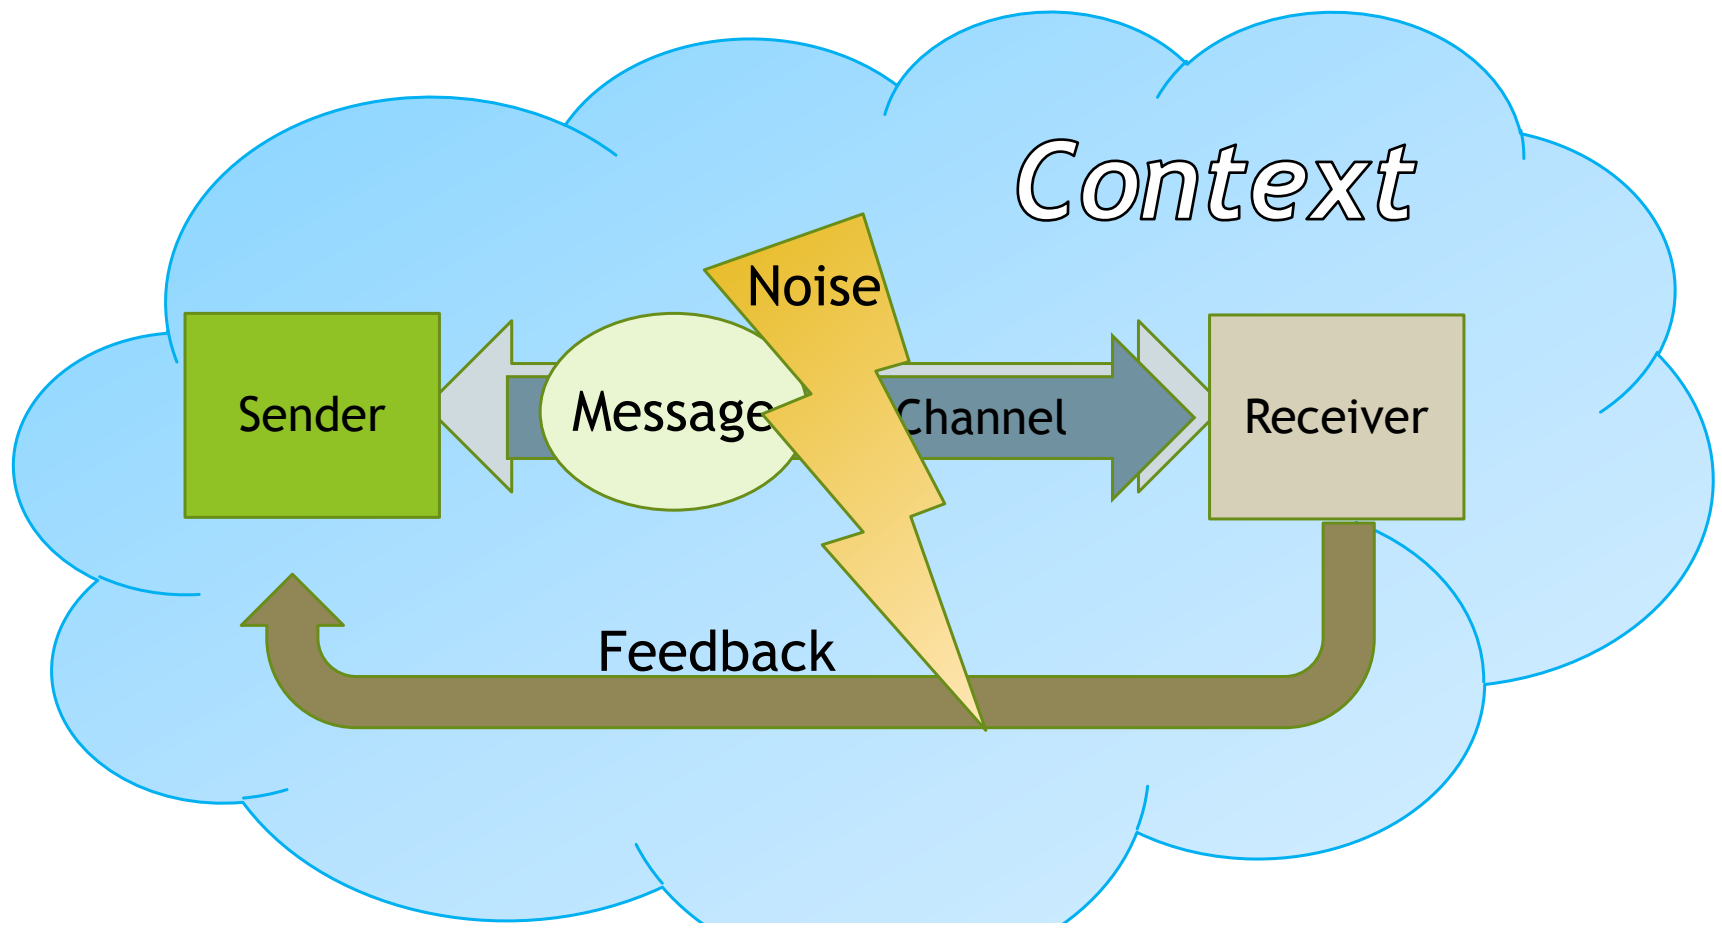 Context
Noise
Sender
Message
Channel
Receiver
Feedback